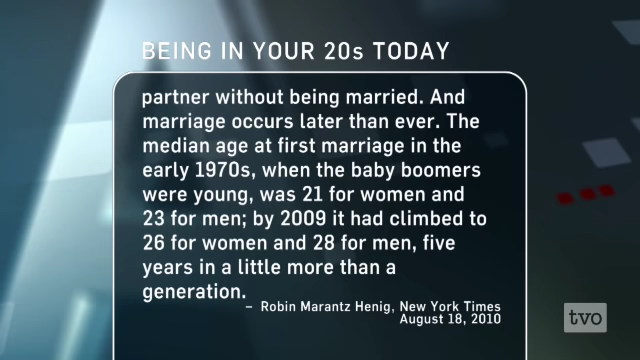 BEING IN YOUR 20s TODAY
partner without being married. And
marriage occurs later than ever. The
median age at first marriage in the
early 1970s, when the baby boomers
were young, was 21 for women and
23 for men; by 2009 it had climbed to
26 for women and 28 for men, five
years in a little more than a
generation.
– Robin Marantz Henig, New York Times
August 18, 2010
tvo